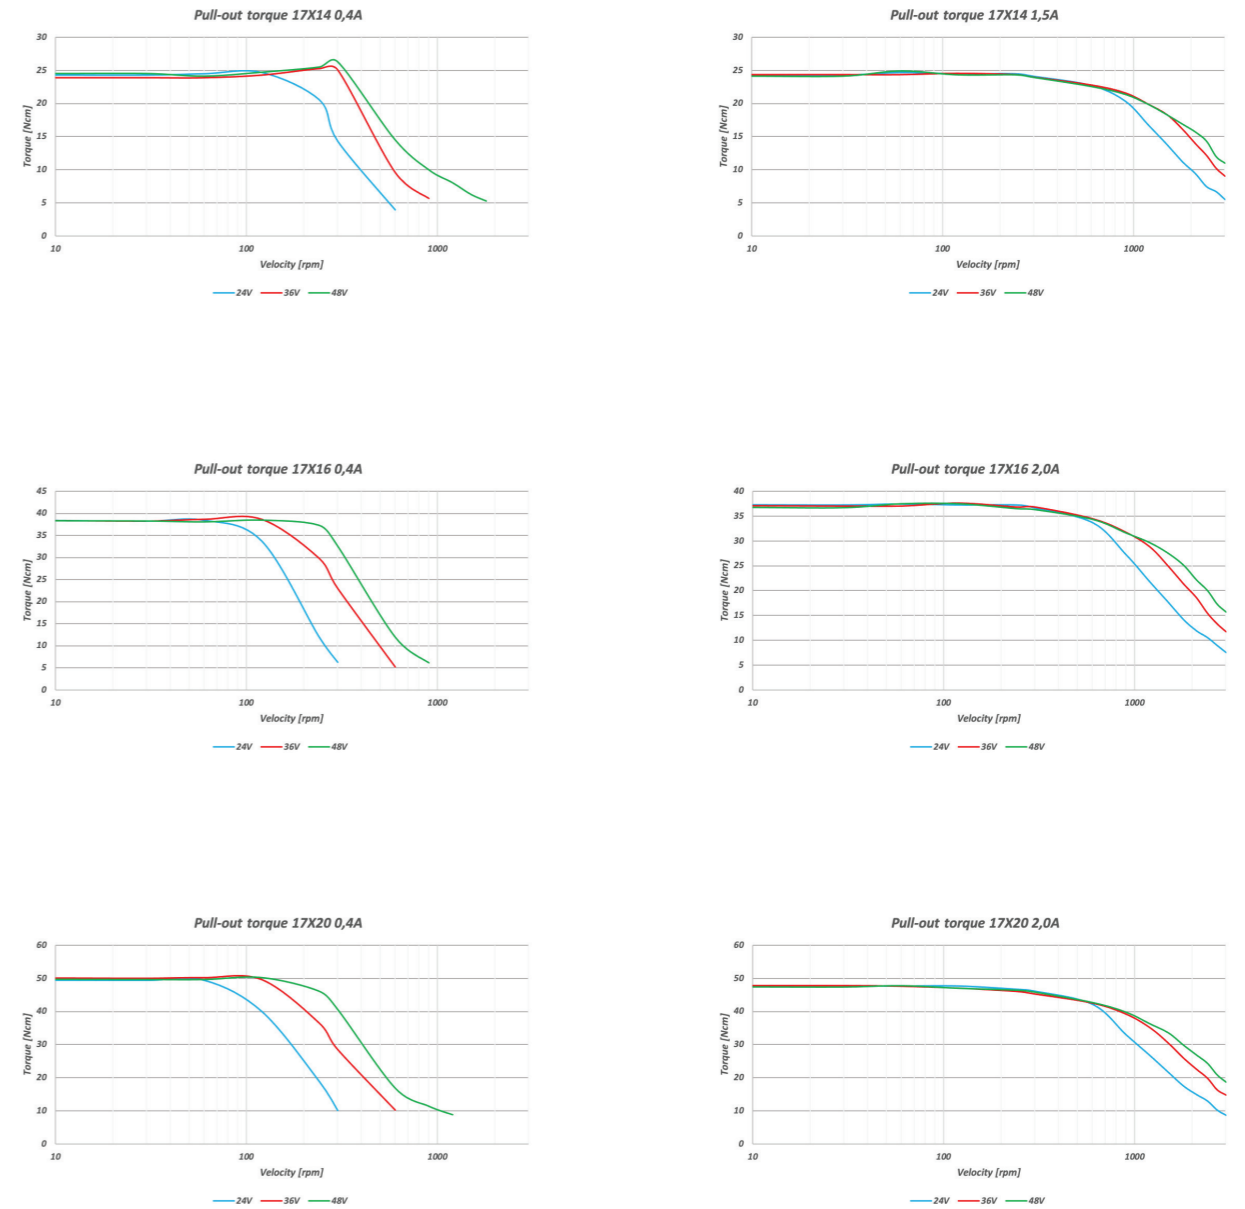 Pull-out torque 17X14 0,4A
Torque [Ncm]
30
25
20
15
10
5
0
10 100 1000
Velocity [rpm]
24V 36V 48V
Pull-out torque 17X14 1,5A
Torque [Ncm]
30
25
20
15
10
5
0
10 100 1000
Velocity [rpm]
24V 36V 48V
Pull-out torque 17X16 0,4A
Torque [Ncm]
45
40
35
30
25
20
15
10
5
0
10 100 1000
Velocity [rpm]
24V 36V 48V
Pull-out torque 17X16 2,0A
Torque [Ncm]
40
35
30
25
20
15
10
5
0
10 100 1000
Velocity [rpm]
24V 36V 48V
Pull-out torque 17X20 0,4A
Torque [Ncm]
60
50
40
30
20
10
0
10 100 1000
Velocity [rpm]
24V 36V 48V
Pull-out torque 17X20 2,0A
Torque [Ncm]
60
50
40
30
20
10
0
10 100 1000
Velocity [rpm]
24V 36V 48V